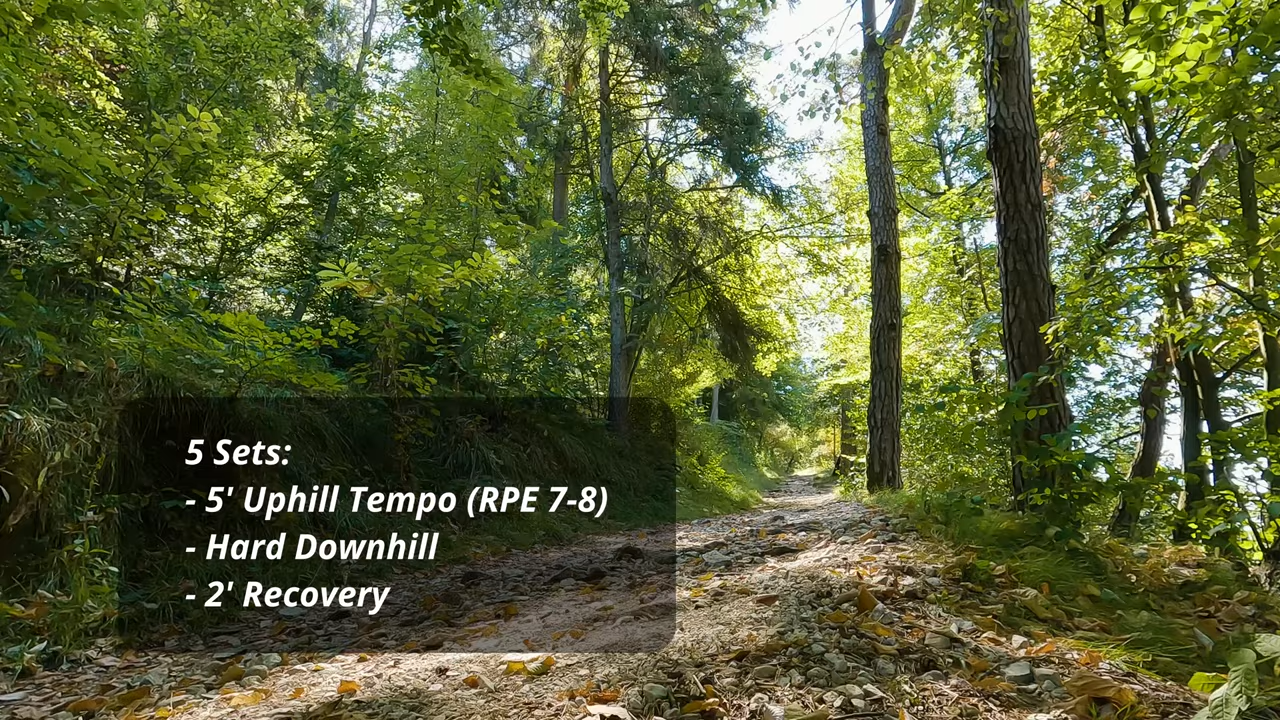 5 Sets:
- 5' Uphill Tempo (RPE 7-8)
- Hard Downhill
- 2' Recovery